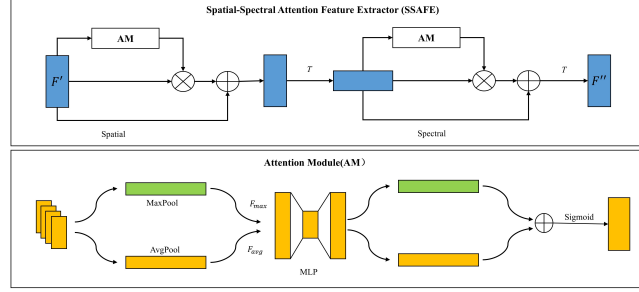 Spatial-Spectral Attention Feature Extractor (SSAFE)
AM
AM
F′
T
T
F′′
Spatial
Spectral
Attention Module(AM）
MaxPool
F_max
Sigmoid
AvgPool
F_avg
MLP